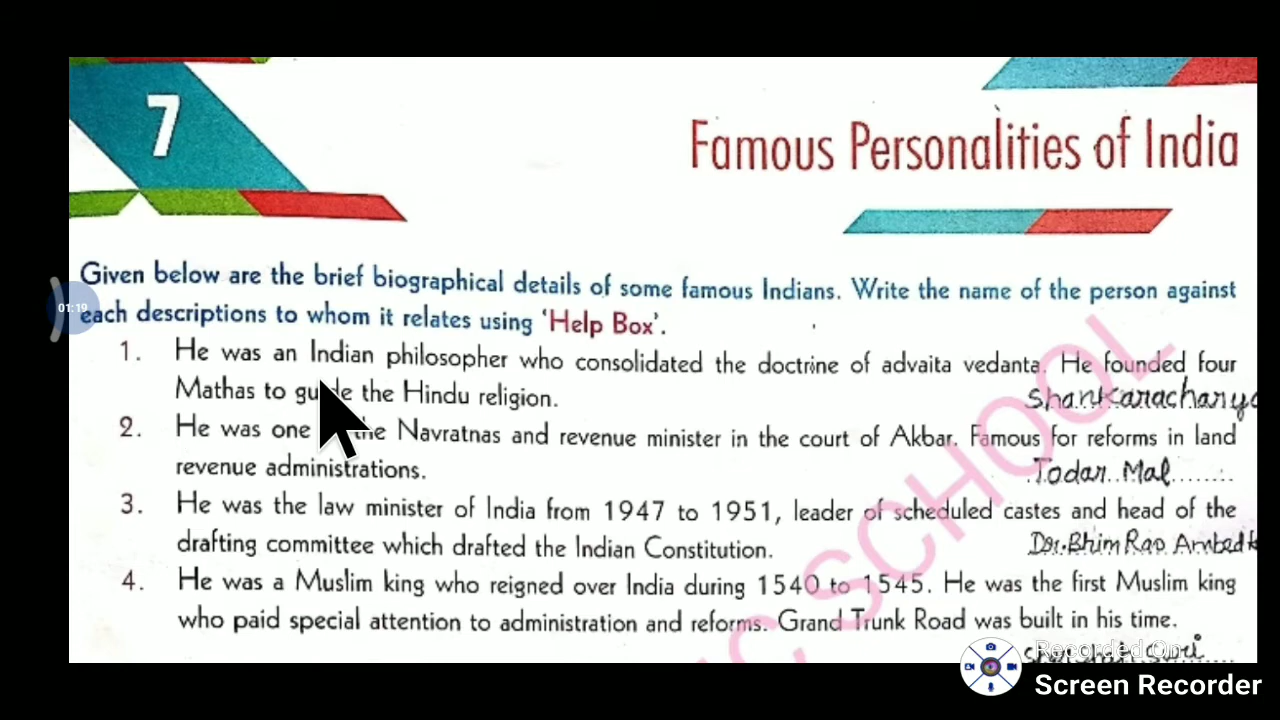 7
Famous Personalities of India
Given below are the brief biographical details of some famous Indians. Write the name of the person against
each descriptions to whom it relates using 'Help Box'.
01:19
1. He was an Indian philosopher who consolidated the doctrine of advaita vedanta. He founded four
Mathas to guide the Hindu religion.
Shankaracharya
2. He was one the Navratnas and revenue minister in the court of Akbar. Famous for reforms in land
revenue administrations.
Todar Mal
3. He was the law minister of India from 1947 to 1951, leader of scheduled castes and head of the
drafting committee which drafted the Indian Constitution.
Dr. Bhim Rao Ambedk
4. He was a Muslim king who reigned over India during 1540 to 1545. He was the first Muslim king
who paid special attention to administration and reforms. Grand Trunk Road was built in his time.
Suri
IC SCHOOL
Recorded On
Screen Recorder